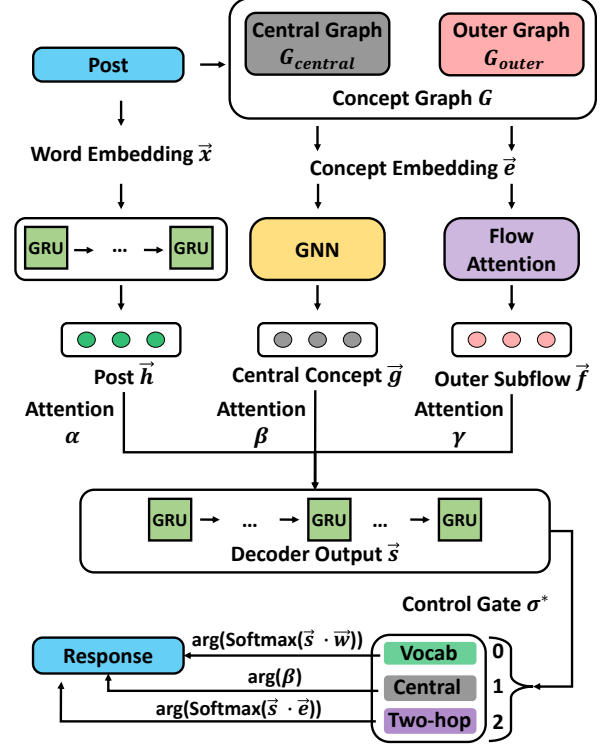 Central Graph
G_central
Outer Graph
G_outer
Post
Concept Graph G
Word Embedding x⃗
Concept Embedding e⃗
GRU ... GRU
GNN
Flow
Attention
Post h⃗
Central Concept g⃗
Outer Subflow f⃗
Attention
α
Attention
β
Attention
γ
GRU ... GRU ... GRU
Decoder Output s⃗
Control Gate σ*
Response
arg(Softmax(s⃗ · w⃗))
Vocab 0
arg(β)
Central 1
arg(Softmax(s⃗ · e⃗))
Two-hop 2